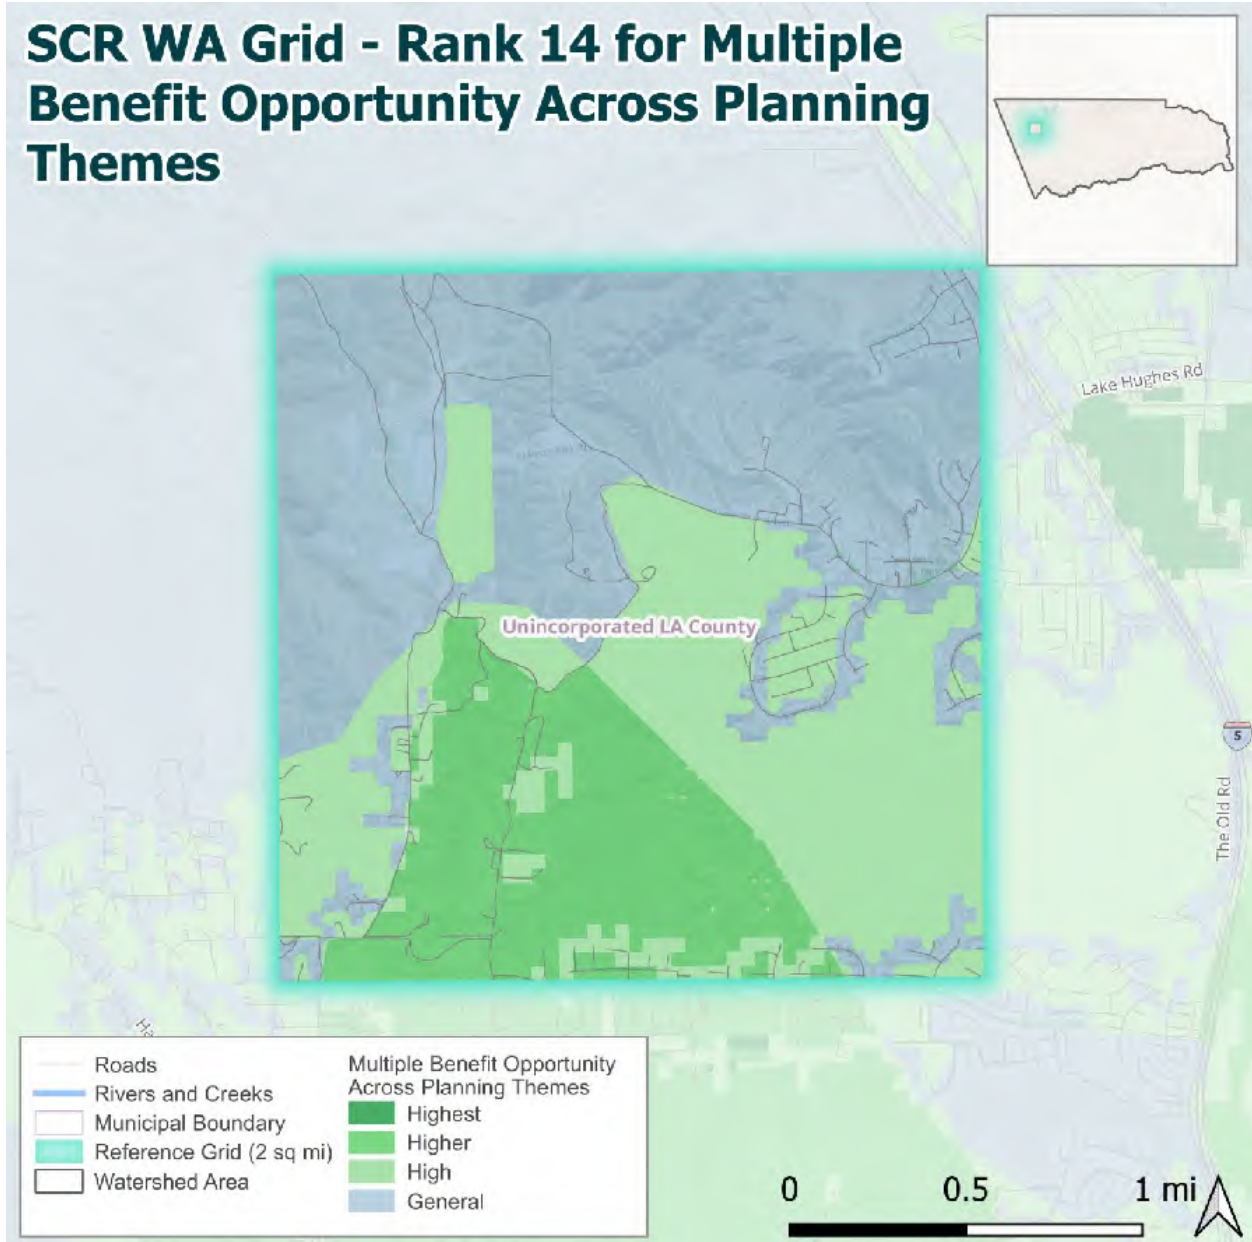 SCR WA Grid - Rank 14 for Multiple
Benefit Opportunity Across Planning
Themes
Lake Hughes Rd
Unincorporated LA County
5
The Old Rd
Ha
Roads
Rivers and Creeks
Municipal Boundary
Reference Grid (2 sq mi)
Watershed Area
Multiple Benefit Opportunity
Across Planning Themes
Highest
Higher
High
General
0 0.5 1 mi